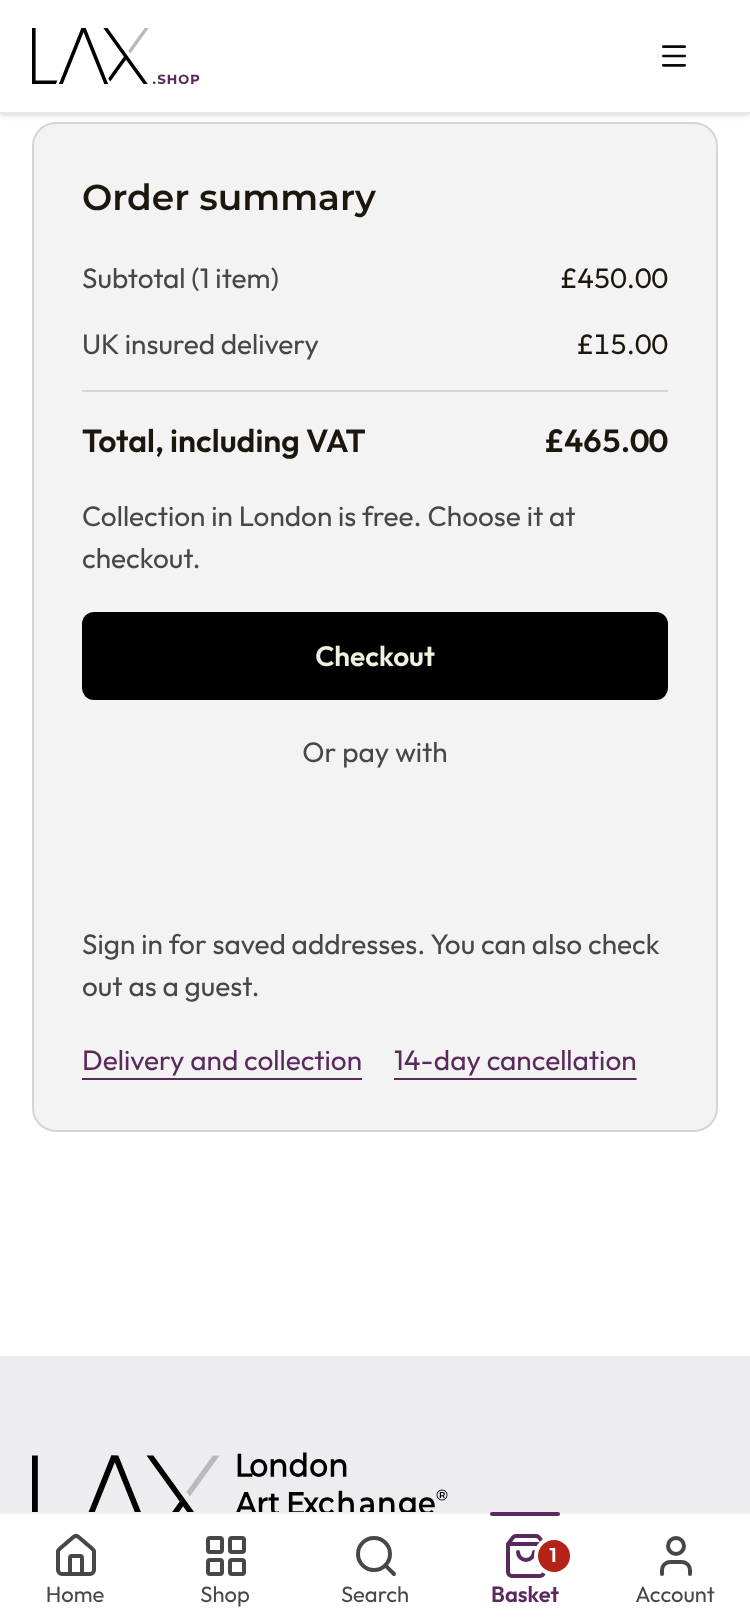 LAX
.SHOP
Order summary
Subtotal (1 item) £450.00
UK insured delivery £15.00
Total, including VAT £465.00
Collection in London is free. Choose it at
checkout.
Checkout
Or pay with
Sign in for saved addresses. You can also check
out as a guest.
Delivery and collection 14-day cancellation
LAX London
Art Exchange®
1
Home Shop Search Basket Account